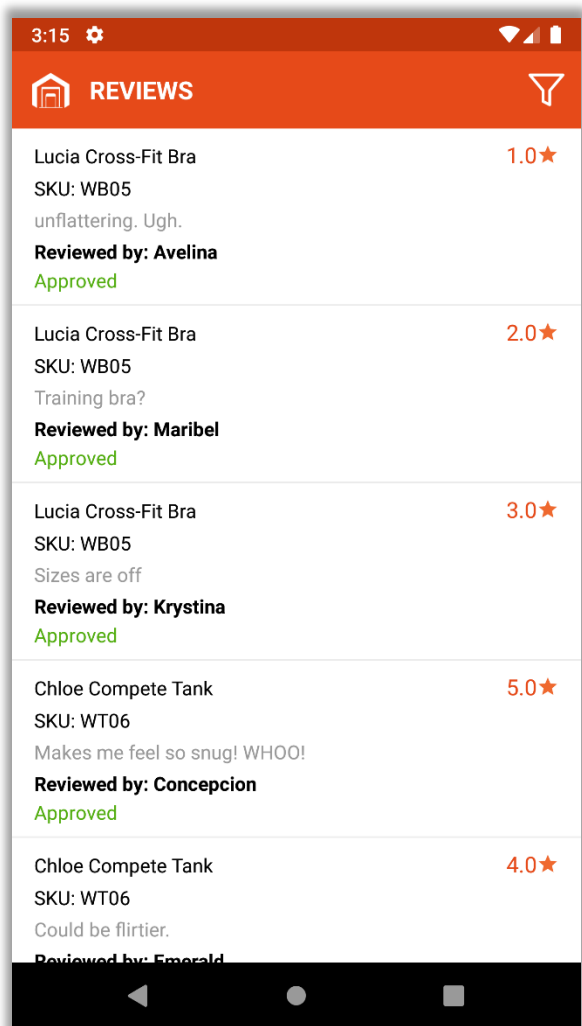 3:15
REVIEWS
Lucia Cross-Fit Bra 1.0★
SKU: WB05
unflattering. Ugh.
Reviewed by: Avelina
Approved
Lucia Cross-Fit Bra 2.0★
SKU: WB05
Training bra?
Reviewed by: Maribel
Approved
Lucia Cross-Fit Bra 3.0★
SKU: WB05
Sizes are off
Reviewed by: Krystina
Approved
Chloe Compete Tank 5.0★
SKU: WT06
Makes me feel so snug! WHOO!
Reviewed by: Concepcion
Approved
Chloe Compete Tank 4.0★
SKU: WT06
Could be flirtier.
Reviewed by: Emerald